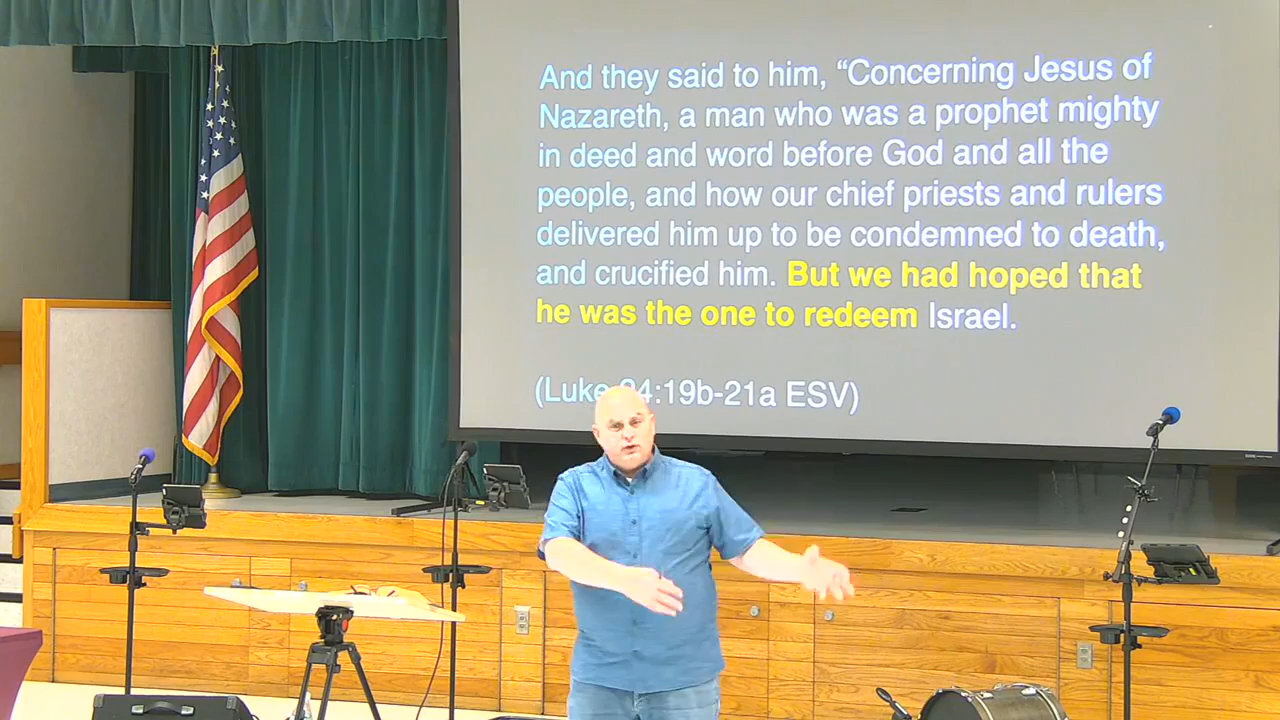 And they said to him, “Concerning Jesus of
Nazareth, a man who was a prophet mighty
in deed and word before God and all the
people, and how our chief priests and rulers
delivered him up to be condemned to death,
and crucified him. But we had hoped that
he was the one to redeem Israel.
(Luke 24:19b-21a ESV)